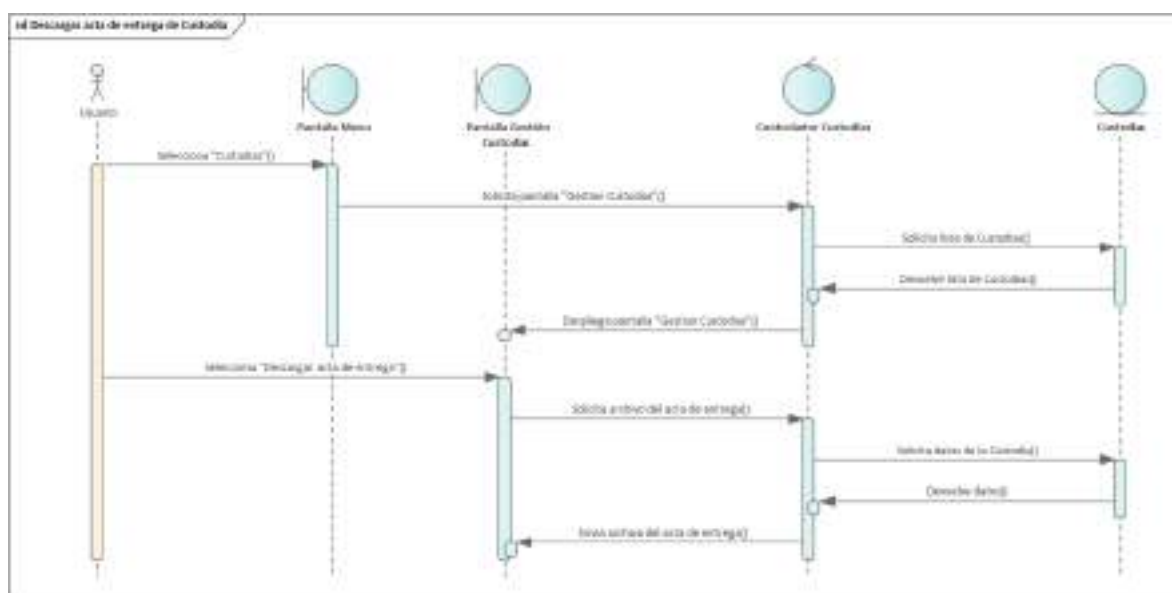 sd Descargar acta de entrega de Custodia
Usuario
Pantalla Menu
Pantalla Gestión
Custodias
Controlador Custodias
Custodias
Selecciona "Custodias"()
Solicita pantalla "Gestion Custodias"()
Solicita lista de Custodias()
Devuelve lista de Custodias()
Despliega pantalla "Gestion Custodias"()
Selecciona "Descargar acta de entrega"()
Solicita archivo del acta de entrega()
Solicita datos de la Custodia()
Devuelve datos()
Envia archivo del acta de entrega()